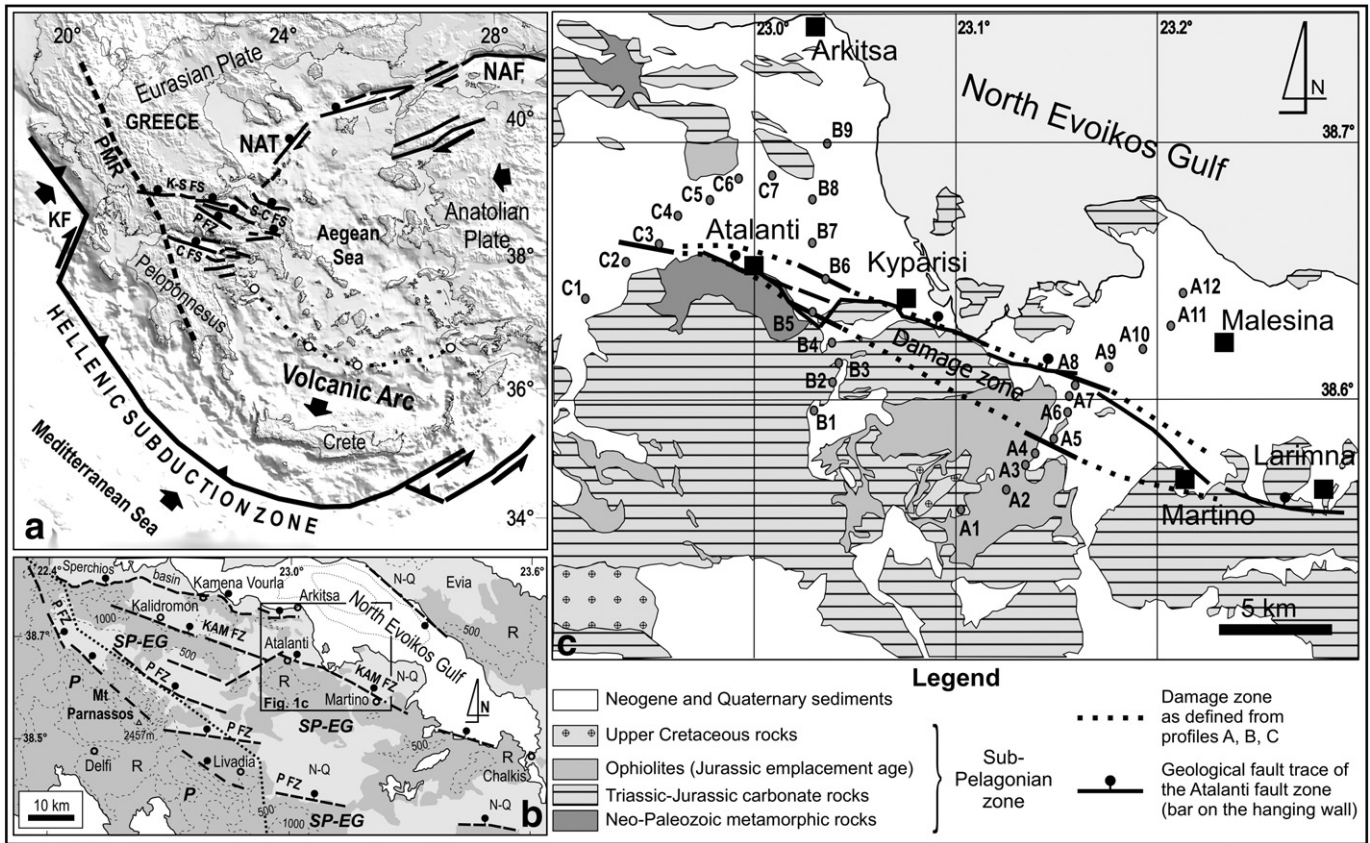 20°
24°
28°
Eurasian Plate
NAF
GREECE
40°
PMR
NAT
K-S FS
S-C FS
P FZ
KF
C FS
Aegean
Sea
Anatolian
Plate
38°
Peloponnesus
Volcanic Arc
36°
HELLENIC SUBDUCTION ZONE
Crete
Meditterranean Sea
34°
a
22.4°
23.0°
23.6°
Sperchios
basin
Kamena Vourla
N-Q
Evia
Arkitsa
Kalidromon
P FZ
1000
KAM FZ
North Evoikos Gulf
500
R
38.7°
SP-EG
500
Atalanti
P FZ
R
KAM FZ
N-Q
N
P
Mt
Parnassos
2457m
Martino
Fig. 1c
SP-EG
P FZ
38.5°
500
R
Delfi
R
Livadia
N-Q
Chalkis
P
P FZ
10 km
500
1000
SP-EG
N-Q
b
23.0°
23.1°
23.2°
Arkitsa
N
North Evoikos Gulf
B9
38.7°
C6
C7
C5
B8
C4
Atalanti
C3
B7
C2
B6
Kyparisi
C1
A12
B5
A11
Malesina
B4
Damage zone
A10
B3
A9
A8
B2
A7
38.6°
B1
A6
A5
A4
Larimna
A3
A2
Martino
A1
5 km
c
Legend
Neogene and Quaternary sediments
Upper Cretaceous rocks
Ophiolites (Jurassic emplacement age)
Triassic-Jurassic carbonate rocks
Neo-Paleozoic metamorphic rocks
Sub-
Pelagonian
zone
Damage zone
as defined from
profiles A, B, C
Geological fault trace of
the Atalanti fault zone
(bar on the hanging wall)